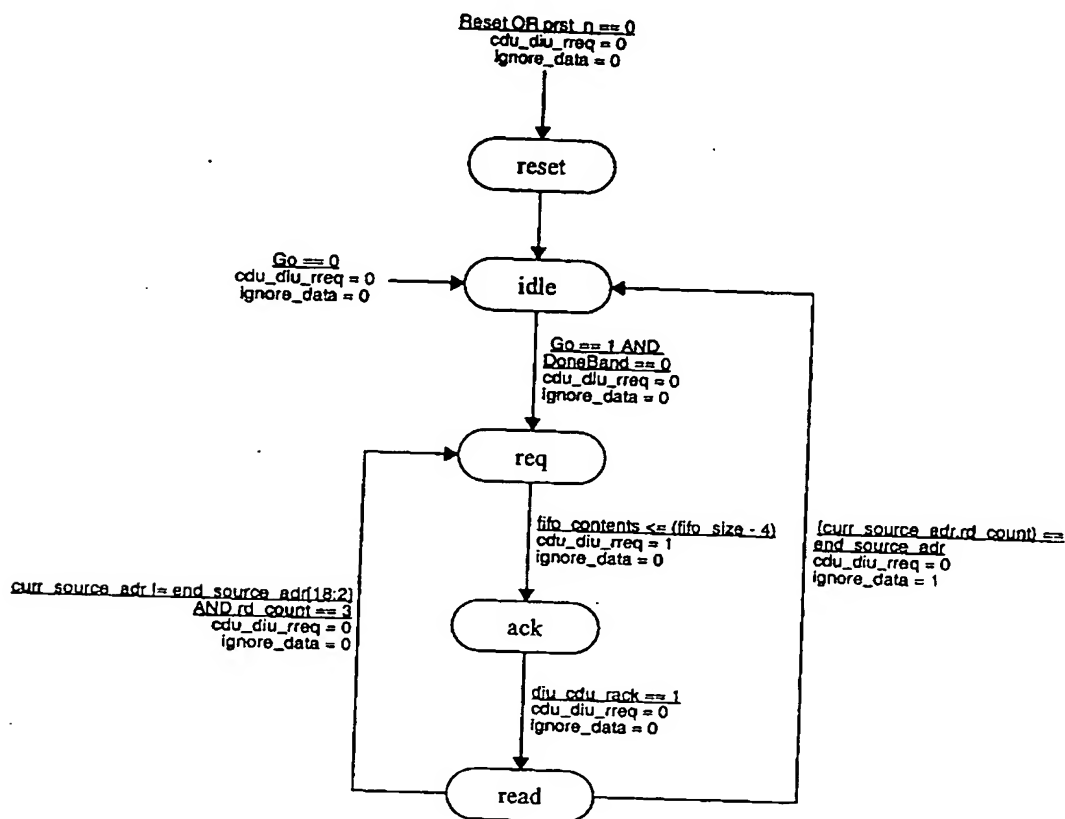 Reset OR prst_n == 0
cdu_diu_rreq = 0
ignore_data = 0
reset
Go == 0
cdu_diu_rreq = 0
ignore_data = 0
idle
Go == 1 AND
DoneBand == 0
cdu_diu_rreq = 0
ignore_data = 0
req
fifo_contents <= (fifo_size - 4)
cdu_diu_rreq = 1
ignore_data = 0
{curr_source_adr,rd_count} ==
end_source_adr
cdu_diu_rreq = 0
ignore_data = 1
curr_source_adr != end_source_adr[18:2]
AND rd_count == 3
cdu_diu_rreq = 0
ignore_data = 0
ack
diu_cdu_rack == 1
cdu_diu_rreq = 0
ignore_data = 0
read